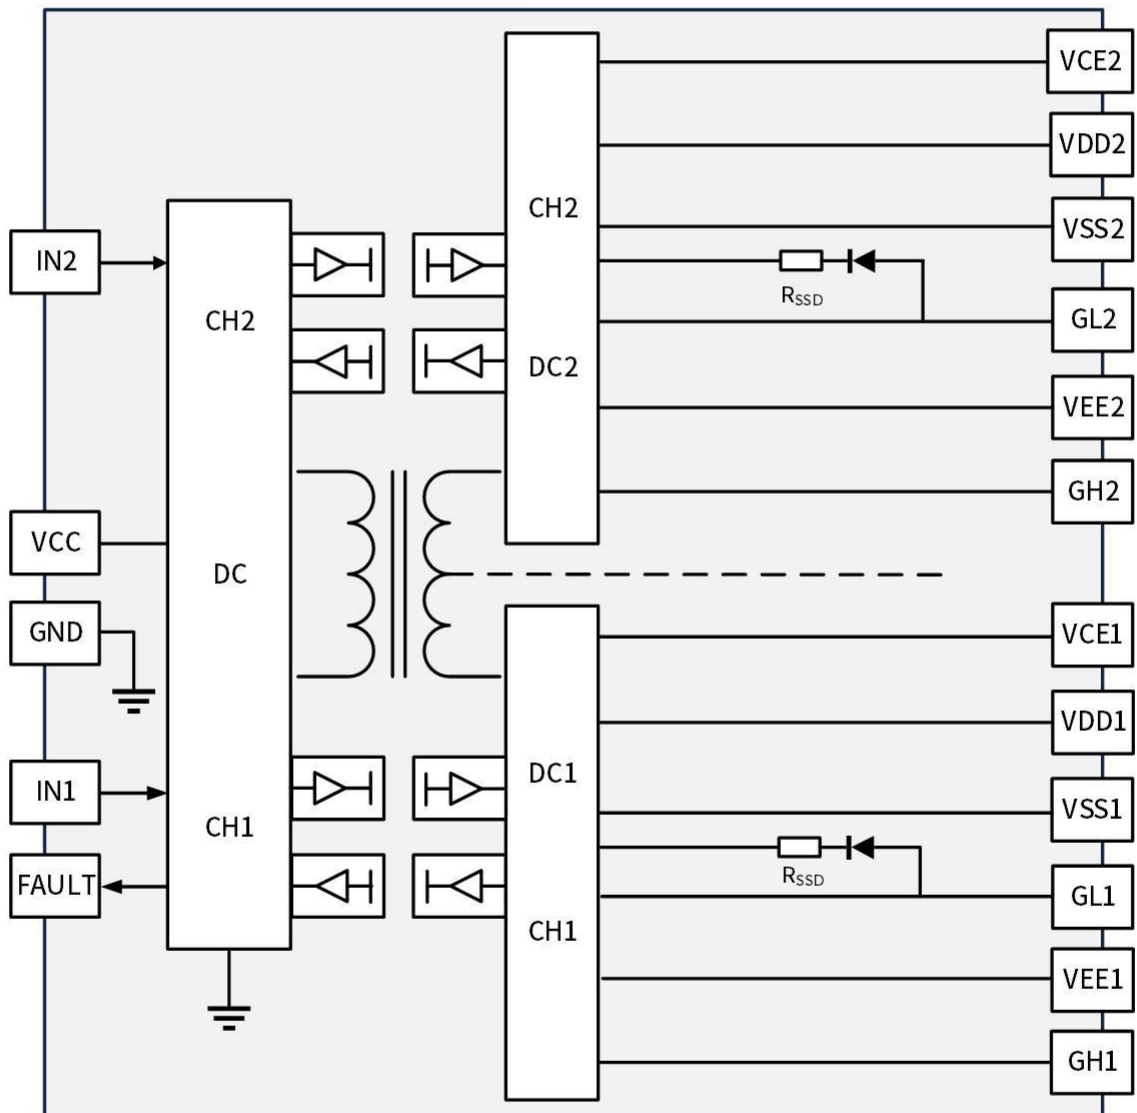 VCE2
VDD2
CH2
VSS2
IN2
RSSD
CH2
GL2
DC2
VEE2
GH2
VCC
DC
GND
VCE1
VDD1
DC1
IN1
VSS1
CH1
RSSD
FAULT
GL1
CH1
VEE1
GH1